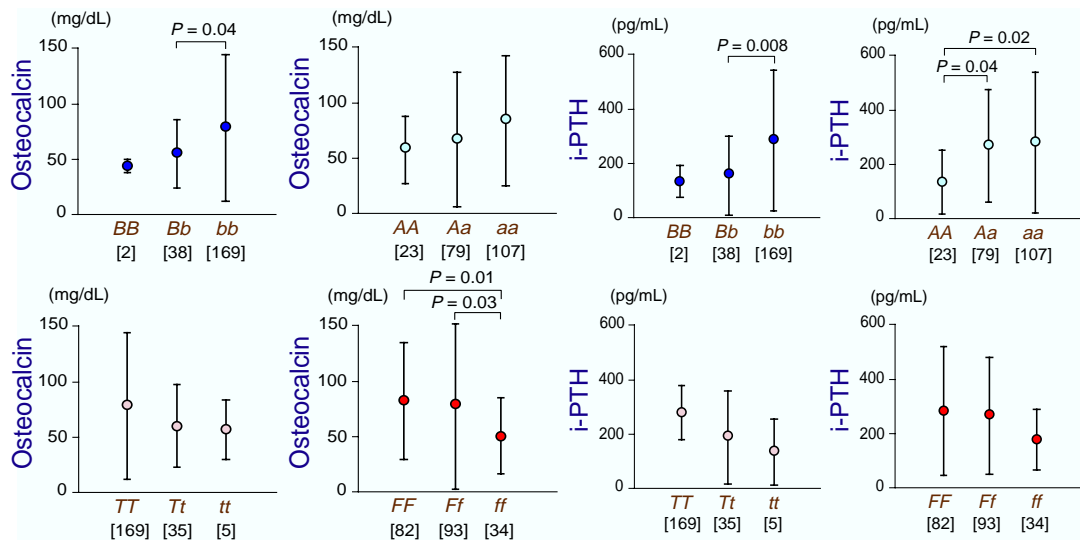 (mg/dL)
Osteocalcin
150
100
50
0
P = 0.04
BB Bb bb
[2] [38] [169]
(mg/dL)
Osteocalcin
150
100
50
0
AA Aa aa
[23] [79] [107]
(pg/mL)
i-PTH
600
400
200
0
P = 0.008
BB Bb bb
[2] [38] [169]
(pg/mL)
i-PTH
600
400
200
0
P = 0.02
P = 0.04
AA Aa aa
[23] [79] [107]
(mg/dL)
Osteocalcin
150
100
50
0
TT Tt tt
[169] [35] [5]
(mg/dL)
Osteocalcin
150
100
50
0
P = 0.01
P = 0.03
FF Ff ff
[82] [93] [34]
(pg/mL)
i-PTH
600
400
200
0
TT Tt tt
[169] [35] [5]
(pg/mL)
i-PTH
600
400
200
0
FF Ff ff
[82] [93] [34]